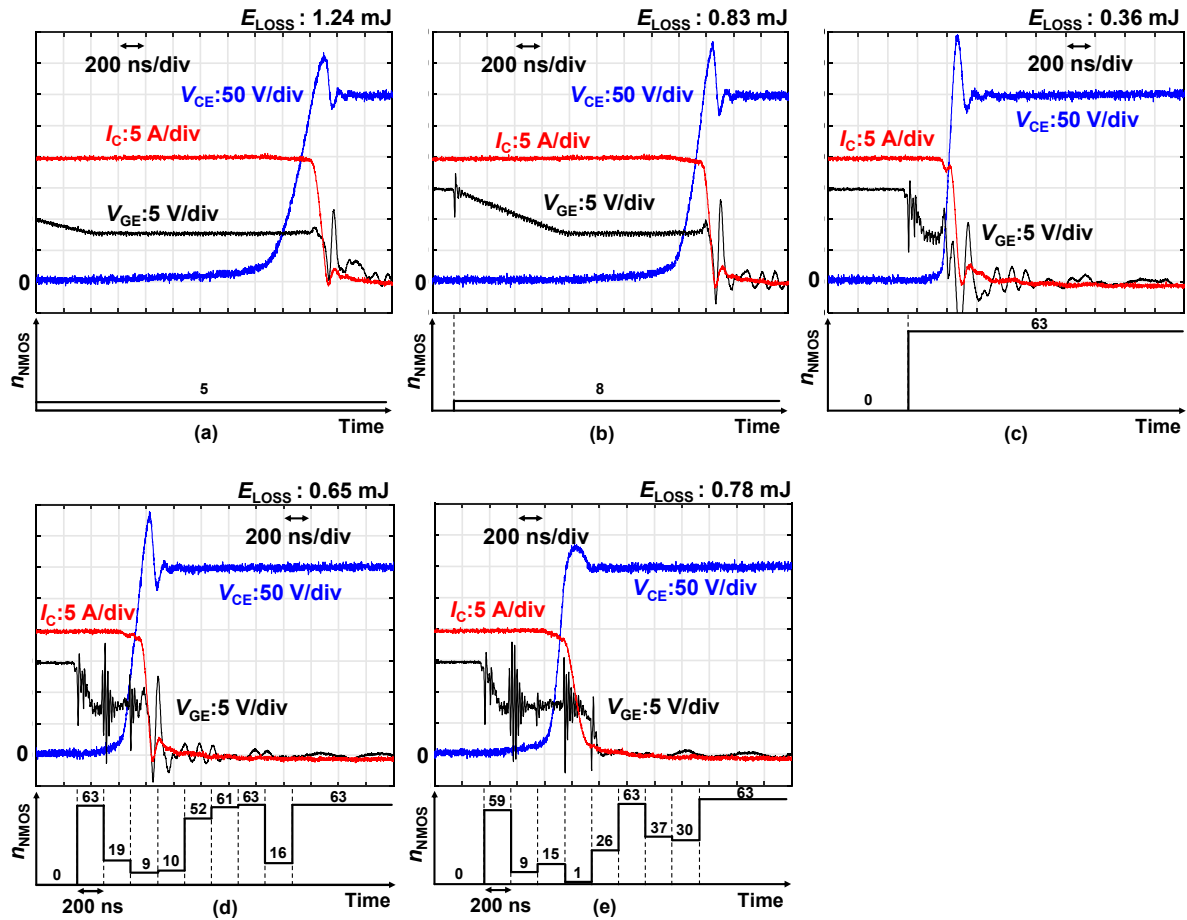 E_LOSS : 1.24 mJ
200 ns/div
V_CE:50 V/div
I_C:5 A/div
V_GE:5 V/div
0
n_NMOS
5
Time
(a)
E_LOSS : 0.83 mJ
200 ns/div
V_CE:50 V/div
I_C:5 A/div
V_GE:5 V/div
0
n_NMOS
8
Time
(b)
E_LOSS : 0.36 mJ
200 ns/div
V_CE:50 V/div
I_C:5 A/div
V_GE:5 V/div
0
n_NMOS
63
0
Time
(c)
E_LOSS : 0.65 mJ
200 ns/div
V_CE:50 V/div
I_C:5 A/div
V_GE:5 V/div
0
n_NMOS
0 63 19 9 10 52 61 63 16 63
200 ns
Time
(d)
E_LOSS : 0.78 mJ
200 ns/div
V_CE:50 V/div
I_C:5 A/div
V_GE:5 V/div
0
n_NMOS
0 59 9 15 1 26 63 37 30 63
200 ns
Time
(e)